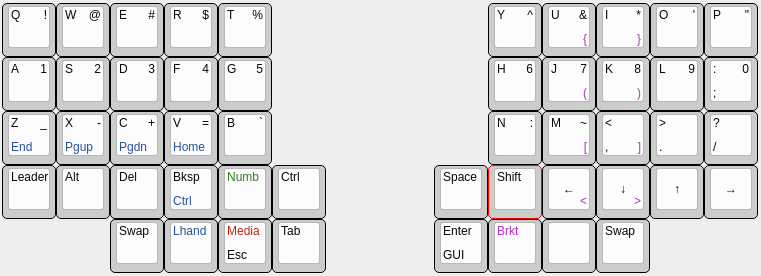 Q ! W @ E # R $ T % Y ^ U & I * O ' P "
{ }
A 1 S 2 D 3 F 4 G 5 H 6 J 7 K 8 L 9 : 0
( ) ;
Z _ X - C + V = B ` N : M ~ < > ?
End Pgup Pgdn Home [ , ] . /
Leader Alt Del Bksp Numb Ctrl Space Shift
← ↓ ↑ →
Ctrl < >
Swap Lhand Media Tab Enter Brkt Swap
Esc GUI